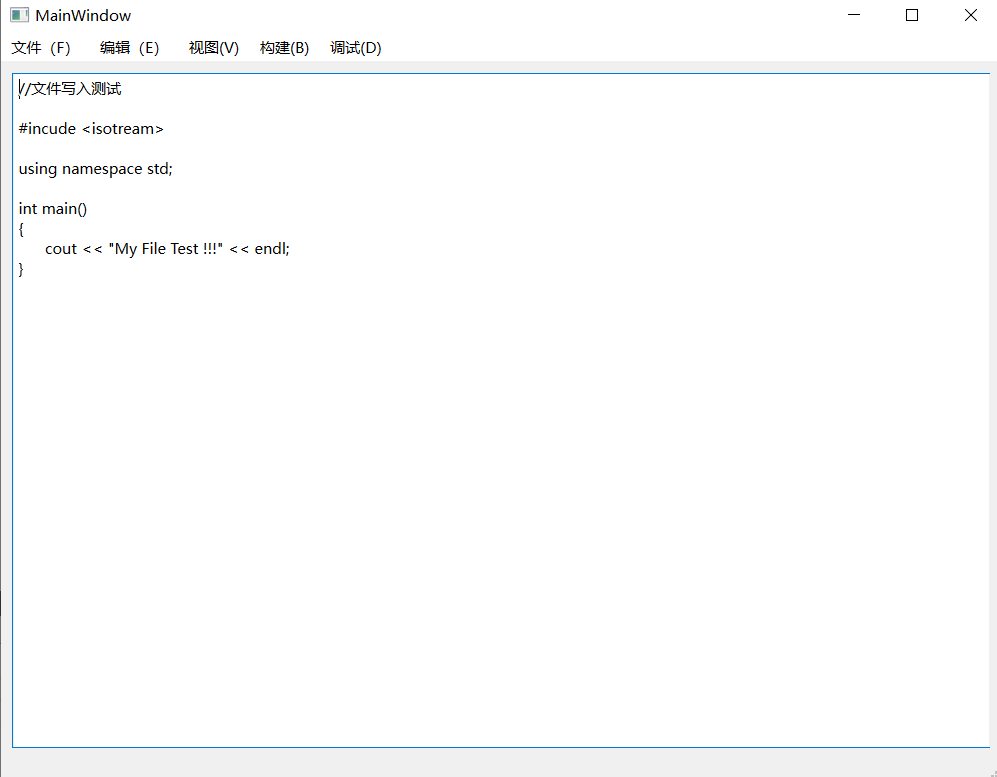 MainWindow
文件（F） 编辑（E） 视图(V) 构建(B) 调试(D)
//文件写入测试
#incude <isotream>
using namespace std;
int main()
{
cout << "My File Test !!!" << endl;
}